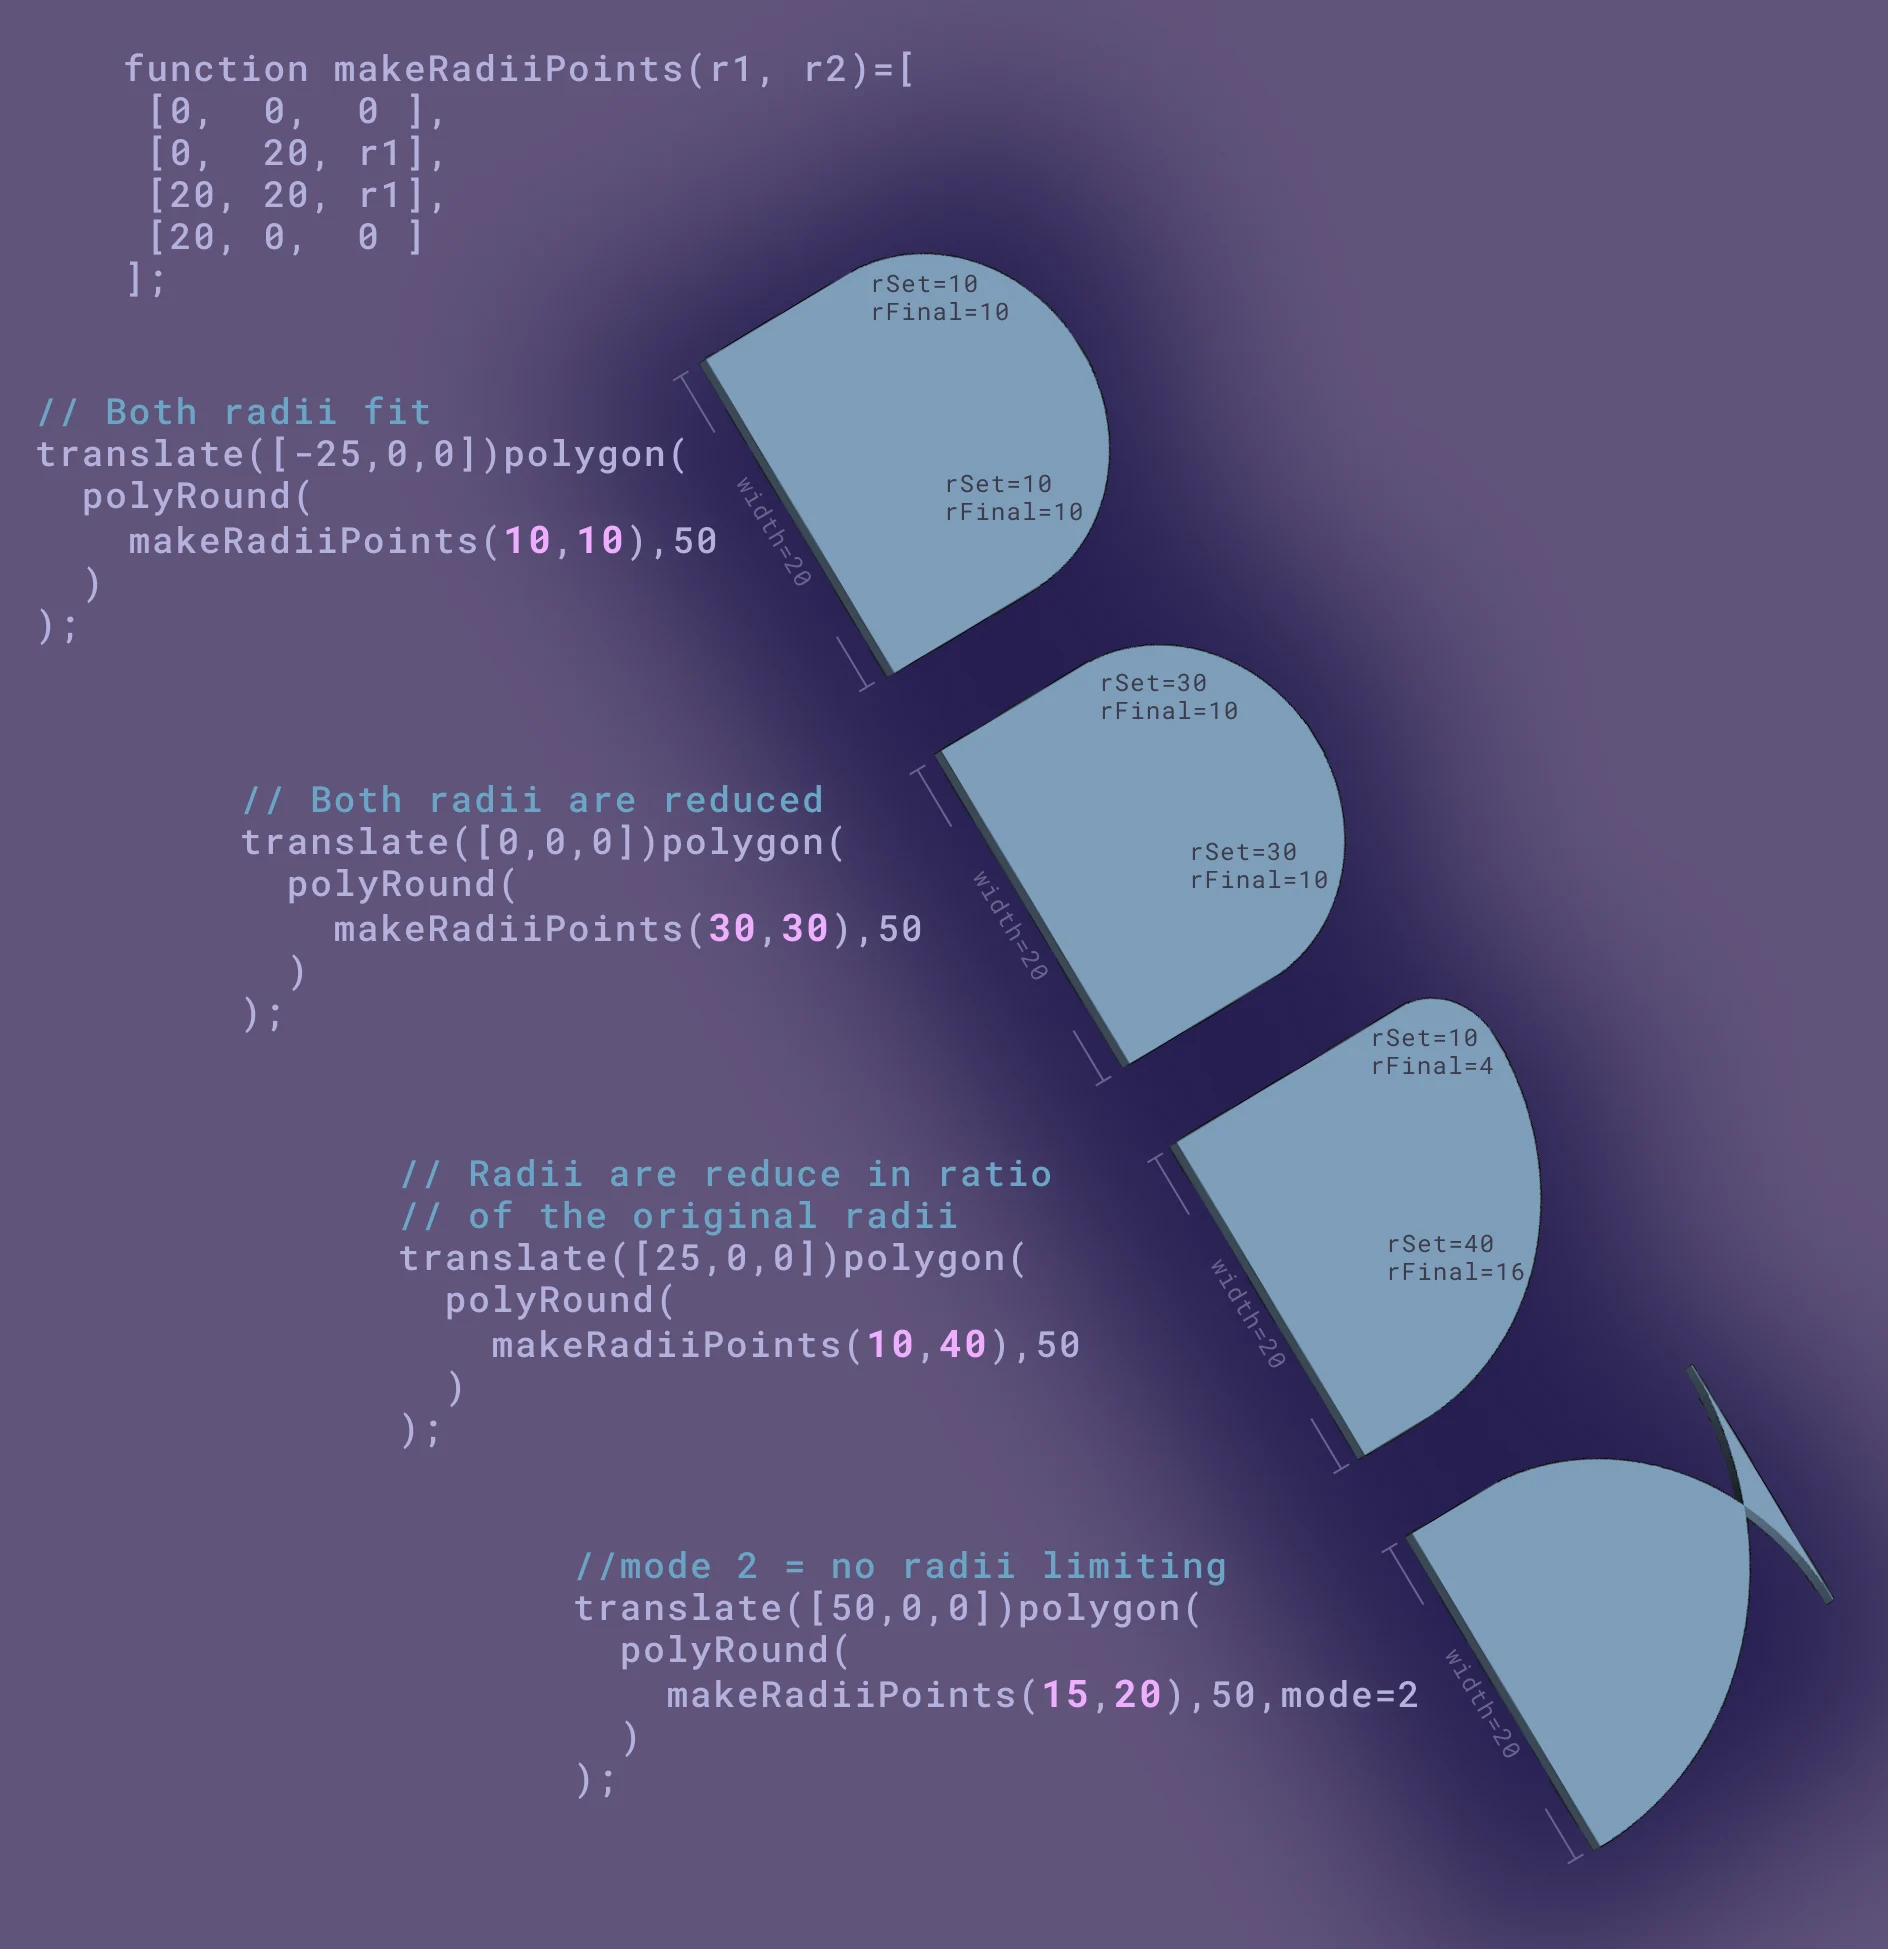 function makeRadiiPoints(r1, r2)=[
[0,  0,  0 ],
[0,  20, r1],
[20, 20, r1],
[20, 0,  0 ]
];
rSet=10
rFinal=10
// Both radii fit
translate([-25,0,0])polygon(
polyRound(
makeRadiiPoints(10,10),50
)
);
width=20
rSet=10
rFinal=10
rSet=30
rFinal=10
// Both radii are reduced
translate([0,0,0])polygon(
polyRound(
makeRadiiPoints(30,30),50
)
);
width=20
rSet=30
rFinal=10
rSet=10
rFinal=4
// Radii are reduce in ratio
// of the original radii
translate([25,0,0])polygon(
polyRound(
makeRadiiPoints(10,40),50
)
);
width=20
rSet=40
rFinal=16
//mode 2 = no radii limiting
translate([50,0,0])polygon(
polyRound(
makeRadiiPoints(15,20),50,mode=2
)
);
width=20